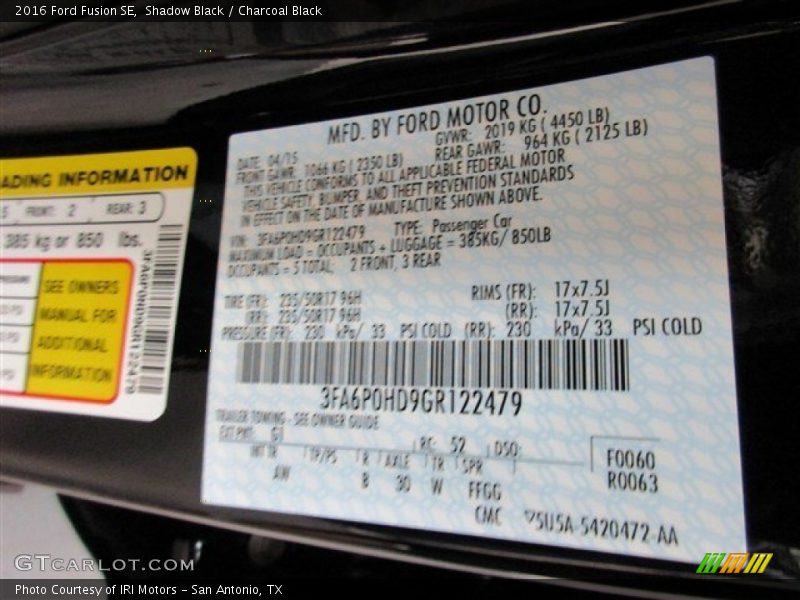 2016 Ford Fusion SE, Shadow Black / Charcoal Black
ADING INFORMATION
FRONT: 2 REAR: 3
385 kg or 850 lbs.
SEE OWNERS
MANUAL FOR
ADDITIONAL
INFORMATION
3FA6P0HD9GR122479
MFD. BY FORD MOTOR CO.
DATE: 04/15 GVWR: 2019 KG ( 4450 LB)
FRONT GAWR: 1066 KG ( 2350 LB) REAR GAWR: 964 KG ( 2125 LB)
THIS VEHICLE CONFORMS TO ALL APPLICABLE FEDERAL MOTOR
VEHICLE SAFETY, BUMPER, AND THEFT PREVENTION STANDARDS
IN EFFECT ON THE DATE OF MANUFACTURE SHOWN ABOVE.
VIN: 3FA6P0HD9GR122479 TYPE: Passenger Car
MAXIMUM LOAD = OCCUPANTS + LUGGAGE = 385KG/ 850LB
OCCUPANTS = 5 TOTAL, 2 FRONT, 3 REAR
TIRE (FR): 235/50R17 96H RIMS (FR): 17x7.5J
(RR): 235/50R17 96H (RR): 17x7.5J
PRESSURE (FR): 230 kPa/ 33 PSI COLD (RR): 230 kPa/ 33 PSI COLD
3FA6P0HD9GR122479
TRAILER TOWING - SEE OWNER GUIDE
EXT PNT: G1 RC: 52 DSO:
INT TR TP/PS R AXLE TR SPR
AW B 30 W FFGG
F0060
R0063
CMC 5U5A-5420472-AA
GTCARLOT.COM
Photo Courtesy of IRI Motors – San Antonio, TX